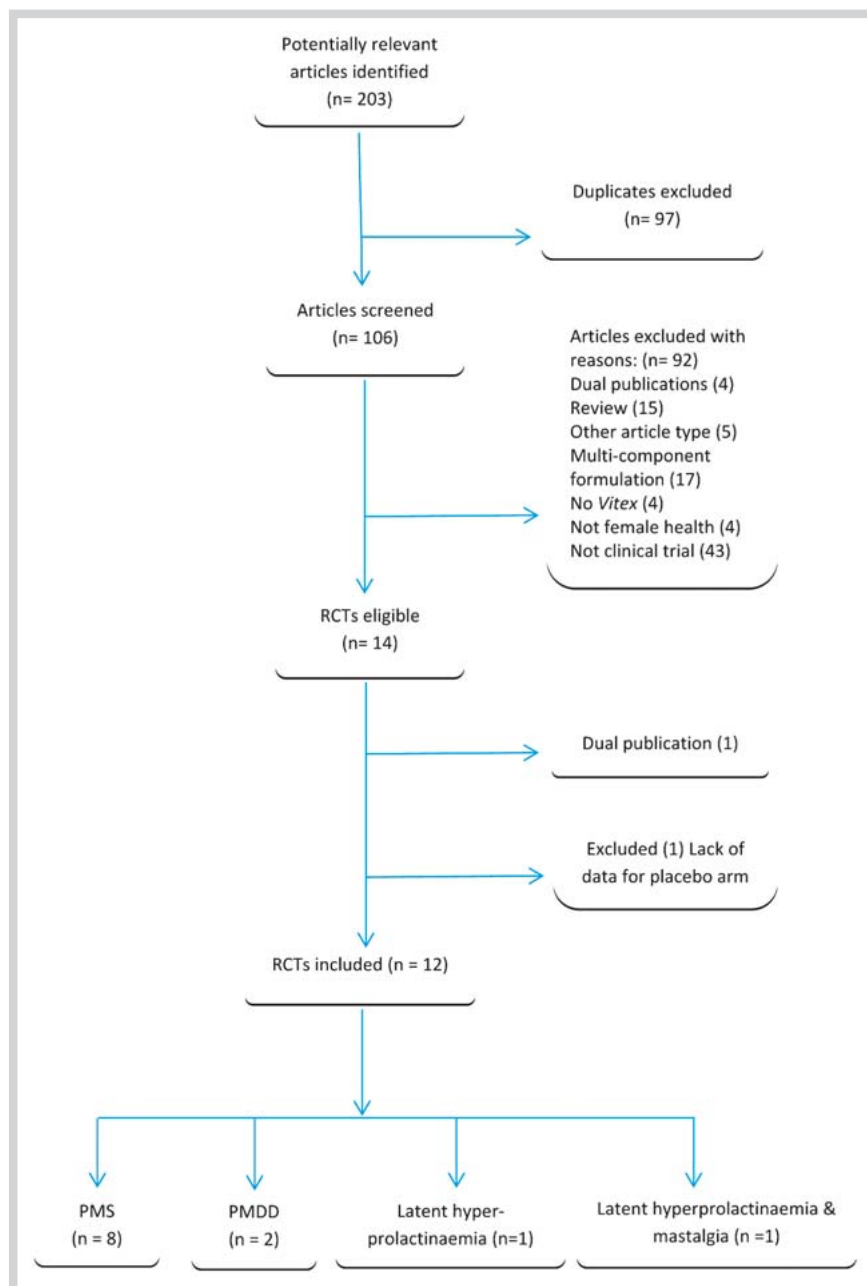 Potentially relevant
articles identified
(n= 203)
Duplicates excluded
(n= 97)
Articles screened
(n= 106)
Articles excluded with
reasons: (n= 92)
Dual publications (4)
Review (15)
Other article type (5)
Multi-component
formulation (17)
No Vitex (4)
Not female health (4)
Not clinical trial (43)
RCTs eligible
(n= 14)
Dual publication (1)
Excluded (1) Lack of
data for placebo arm
RCTs included (n = 12)
PMS
(n = 8)
PMDD
(n = 2)
Latent hyper-
prolactinaemia (n=1)
Latent hyperprolactinaemia &
mastalgia (n =1)